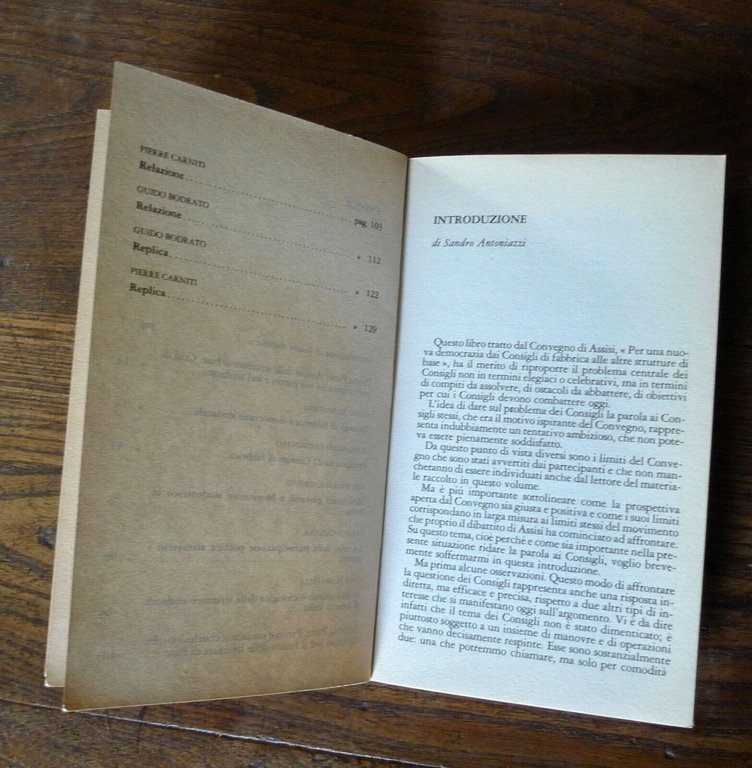 PIERRE CARNITI
Relazione . . . . . . . . . . . . . . . . . . . . pag. 103
GUIDO BODRATO
Relazione . . . . . . . . . . . . . . . . . . . . » 112
GUIDO BODRATO
Replica . . . . . . . . . . . . . . . . . . . . » 122
PIERRE CARNITI
Replica . . . . . . . . . . . . . . . . . . . . » 129
INTRODUZIONE
di Sandro Antoniazzi
Questo libro tratto dal Convegno di Assisi, « Per una nuo-
va democrazia dai Consigli di fabbrica alle altre strutture di
base », ha il merito di riproporre il problema centrale dei
Consigli non in termini elegiaci o celebrativi, ma in termini
di compiti da assolvere, di ostacoli da abbattere, di obiettivi
per cui i Consigli devono combattere oggi.
L'idea di dare sul problema dei Consigli la parola ai Con-
sigli stessi, che era il motivo ispirante del Convegno, rappre-
senta indubbiamente un tentativo ambizioso, che non pote-
va essere pienamente soddisfatto.
Da questo punto di vista diversi sono i limiti del Conve-
gno che sono stati avvertiti dai partecipanti e che non man-
cheranno di essere individuati anche dal lettore del materia-
le raccolto in questo volume.
Ma è più importante sottolineare come la prospettiva
aperta dal Convegno sia giusta e positiva e come i suoi limiti
corrispondano in larga misura ai limiti stessi del movimento
che proprio il dibattito di Assisi ha cominciato ad affrontare.
Su questo tema, cioè perché e come sia importante nella pre-
sente situazione ridare la parola ai Consigli, voglio breve-
mente soffermarmi in questa introduzione.
Ma prima alcune osservazioni. Questo modo di affrontare
la questione dei Consigli rappresenta anche una risposta in-
diretta, ma efficace e precisa, rispetto a due altri tipi di in-
teresse che si manifestano oggi sull'argomento. Vi è da dire
infatti che il tema dei Consigli non è stato dimenticato; è
piuttosto soggetto a un insieme di manovre e di operazioni
che vanno decisamente respinte. Esse sono sostanzialmente
due: una che potremmo chiamare, ma solo per comodità